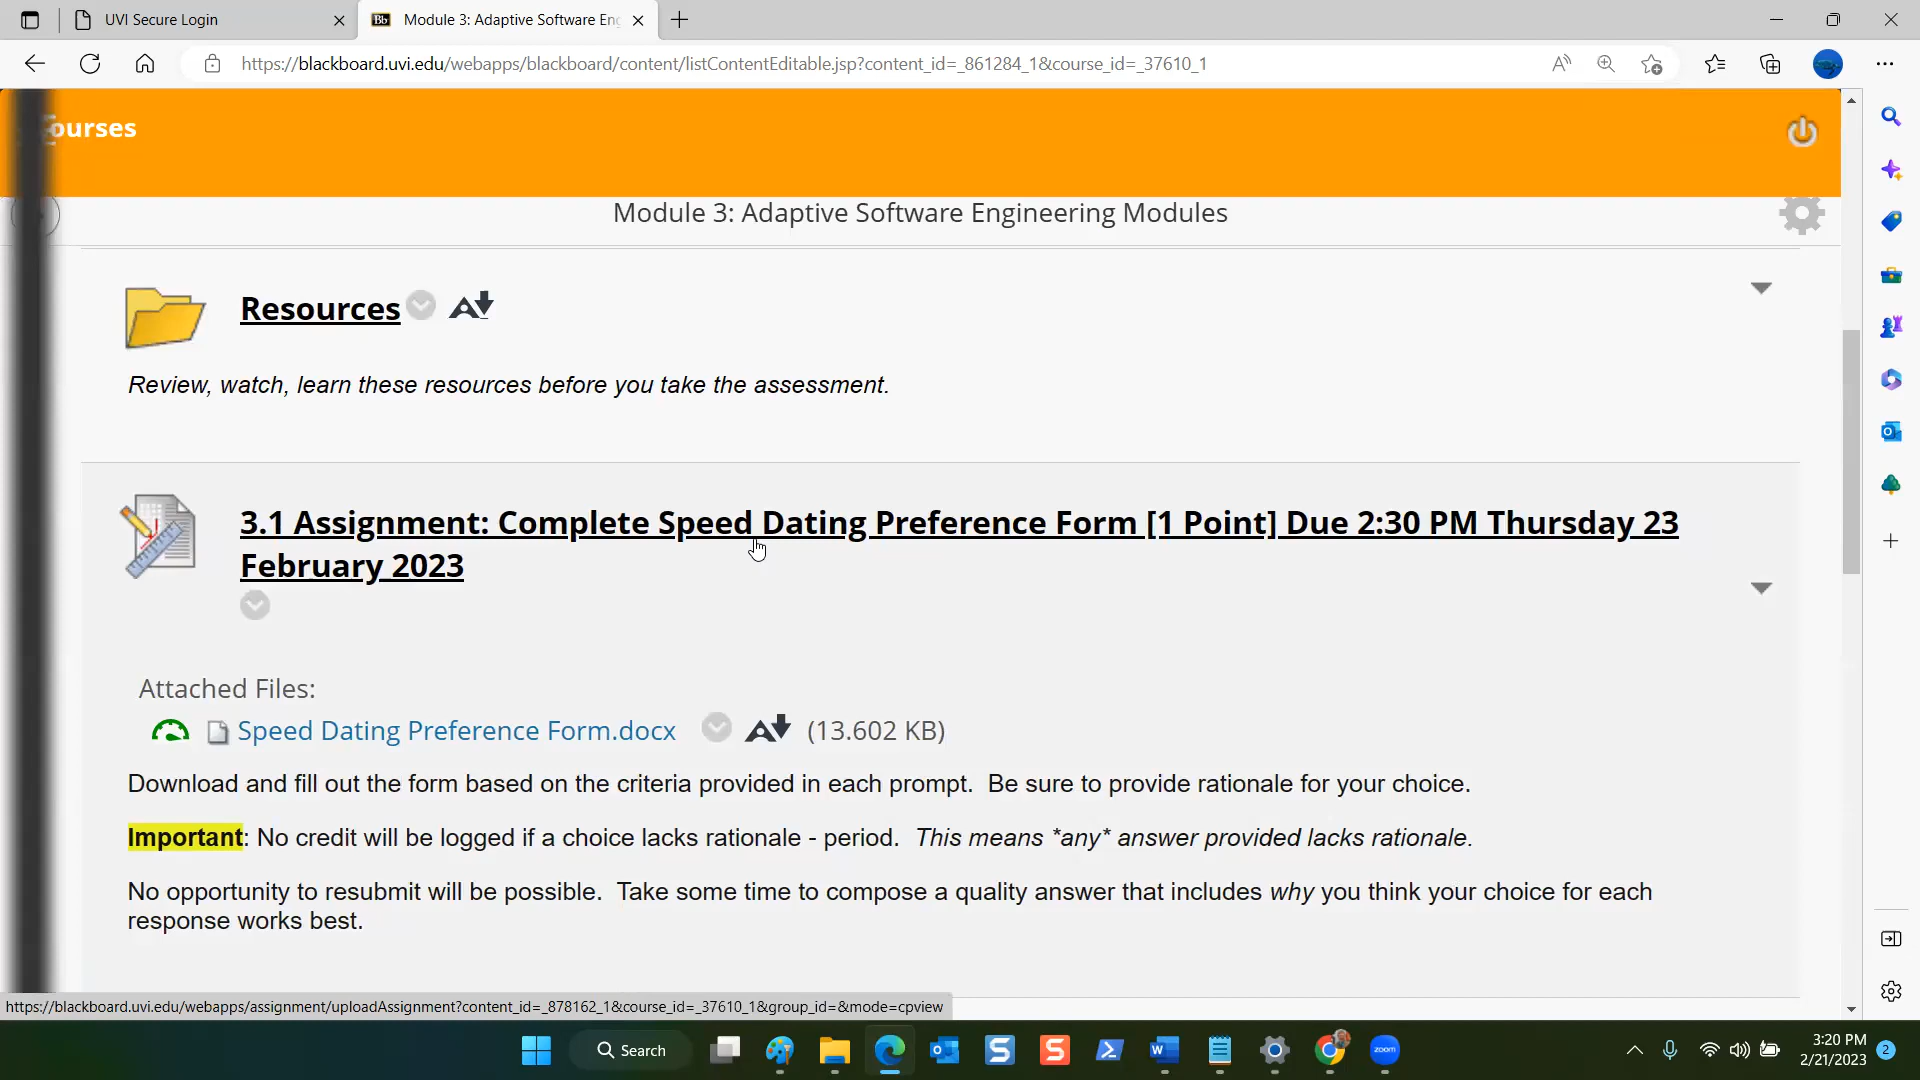 UVI Secure Login
Module 3: Adaptive Software En
https://blackboard.uvi.edu/webapps/blackboard/content/listContentEditable.jsp?content_id=_861284_1&course_id=_37610_1
ourses
Module 3: Adaptive Software Engineering Modules
Resources
Review, watch, learn these resources before you take the assessment.
3.1 Assignment: Complete Speed Dating Preference Form [1 Point] Due 2:30 PM Thursday 23
February 2023
Attached Files:
Speed Dating Preference Form.docx (13.602 KB)
Download and fill out the form based on the criteria provided in each prompt. Be sure to provide rationale for your choice.
Important: No credit will be logged if a choice lacks rationale - period. This means *any* answer provided lacks rationale.
No opportunity to resubmit will be possible. Take some time to compose a quality answer that includes why you think your choice for each
response works best.
https://blackboard.uvi.edu/webapps/assignment/uploadAssignment?content_id=_878162_1&course_id=_37610_1&group_id=&mode=cpview
Search
zoom
3:20 PM
2/21/2023
2